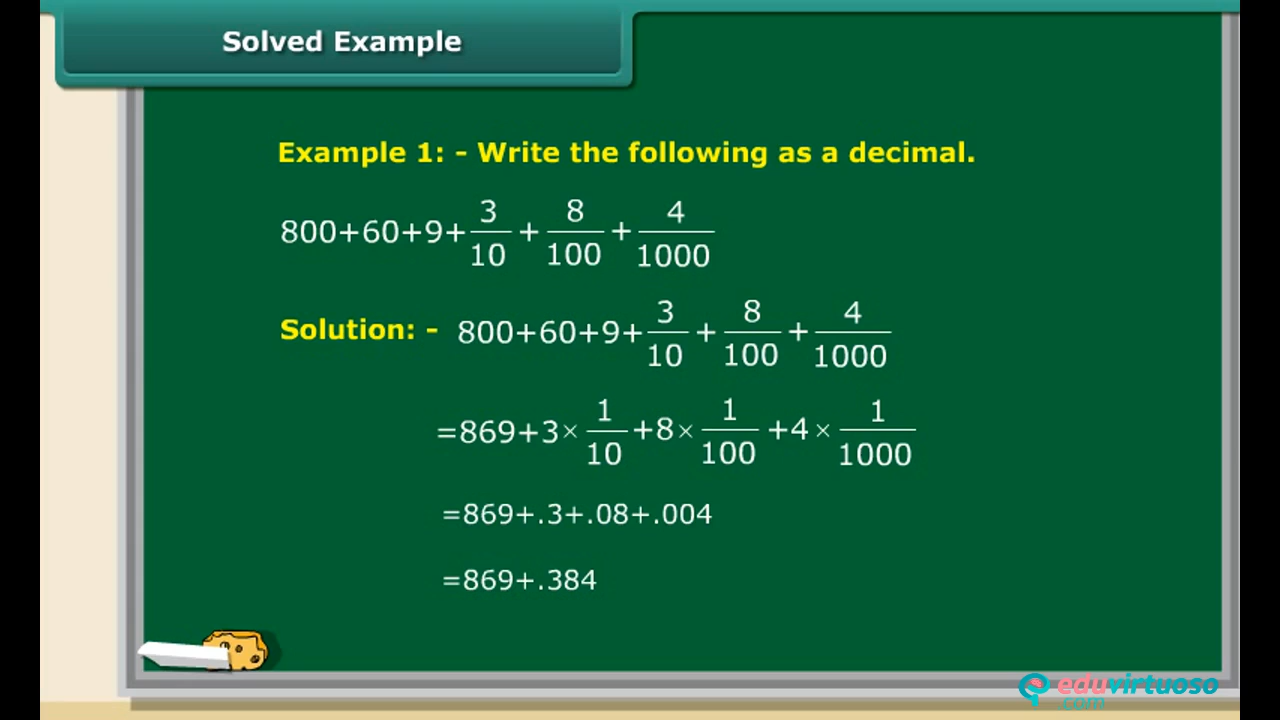 Solved Example
Example 1: - Write the following as a decimal.
800+60+9+3/10+8/100+4/1000
Solution: - 800+60+9+3/10+8/100+4/1000
=869+3×1/10+8×1/100+4×1/1000
=869+.3+.08+.004
=869+.384
eduvirtuoso
.com